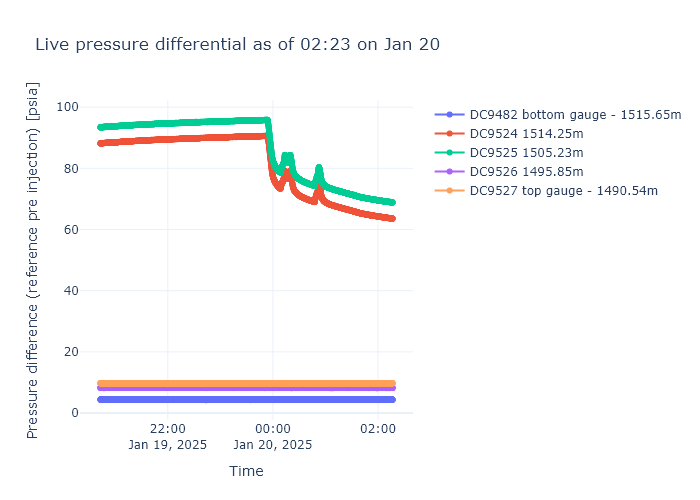 Live pressure differential as of 02:23 on Jan 20
Pressure difference (reference pre injection) [psia]
100
80
60
40
20
0
22:00
Jan 19, 2025
00:00
Jan 20, 2025
02:00
Time
DC9482 bottom gauge - 1515.65m
DC9524 1514.25m
DC9525 1505.23m
DC9526 1495.85m
DC9527 top gauge - 1490.54m